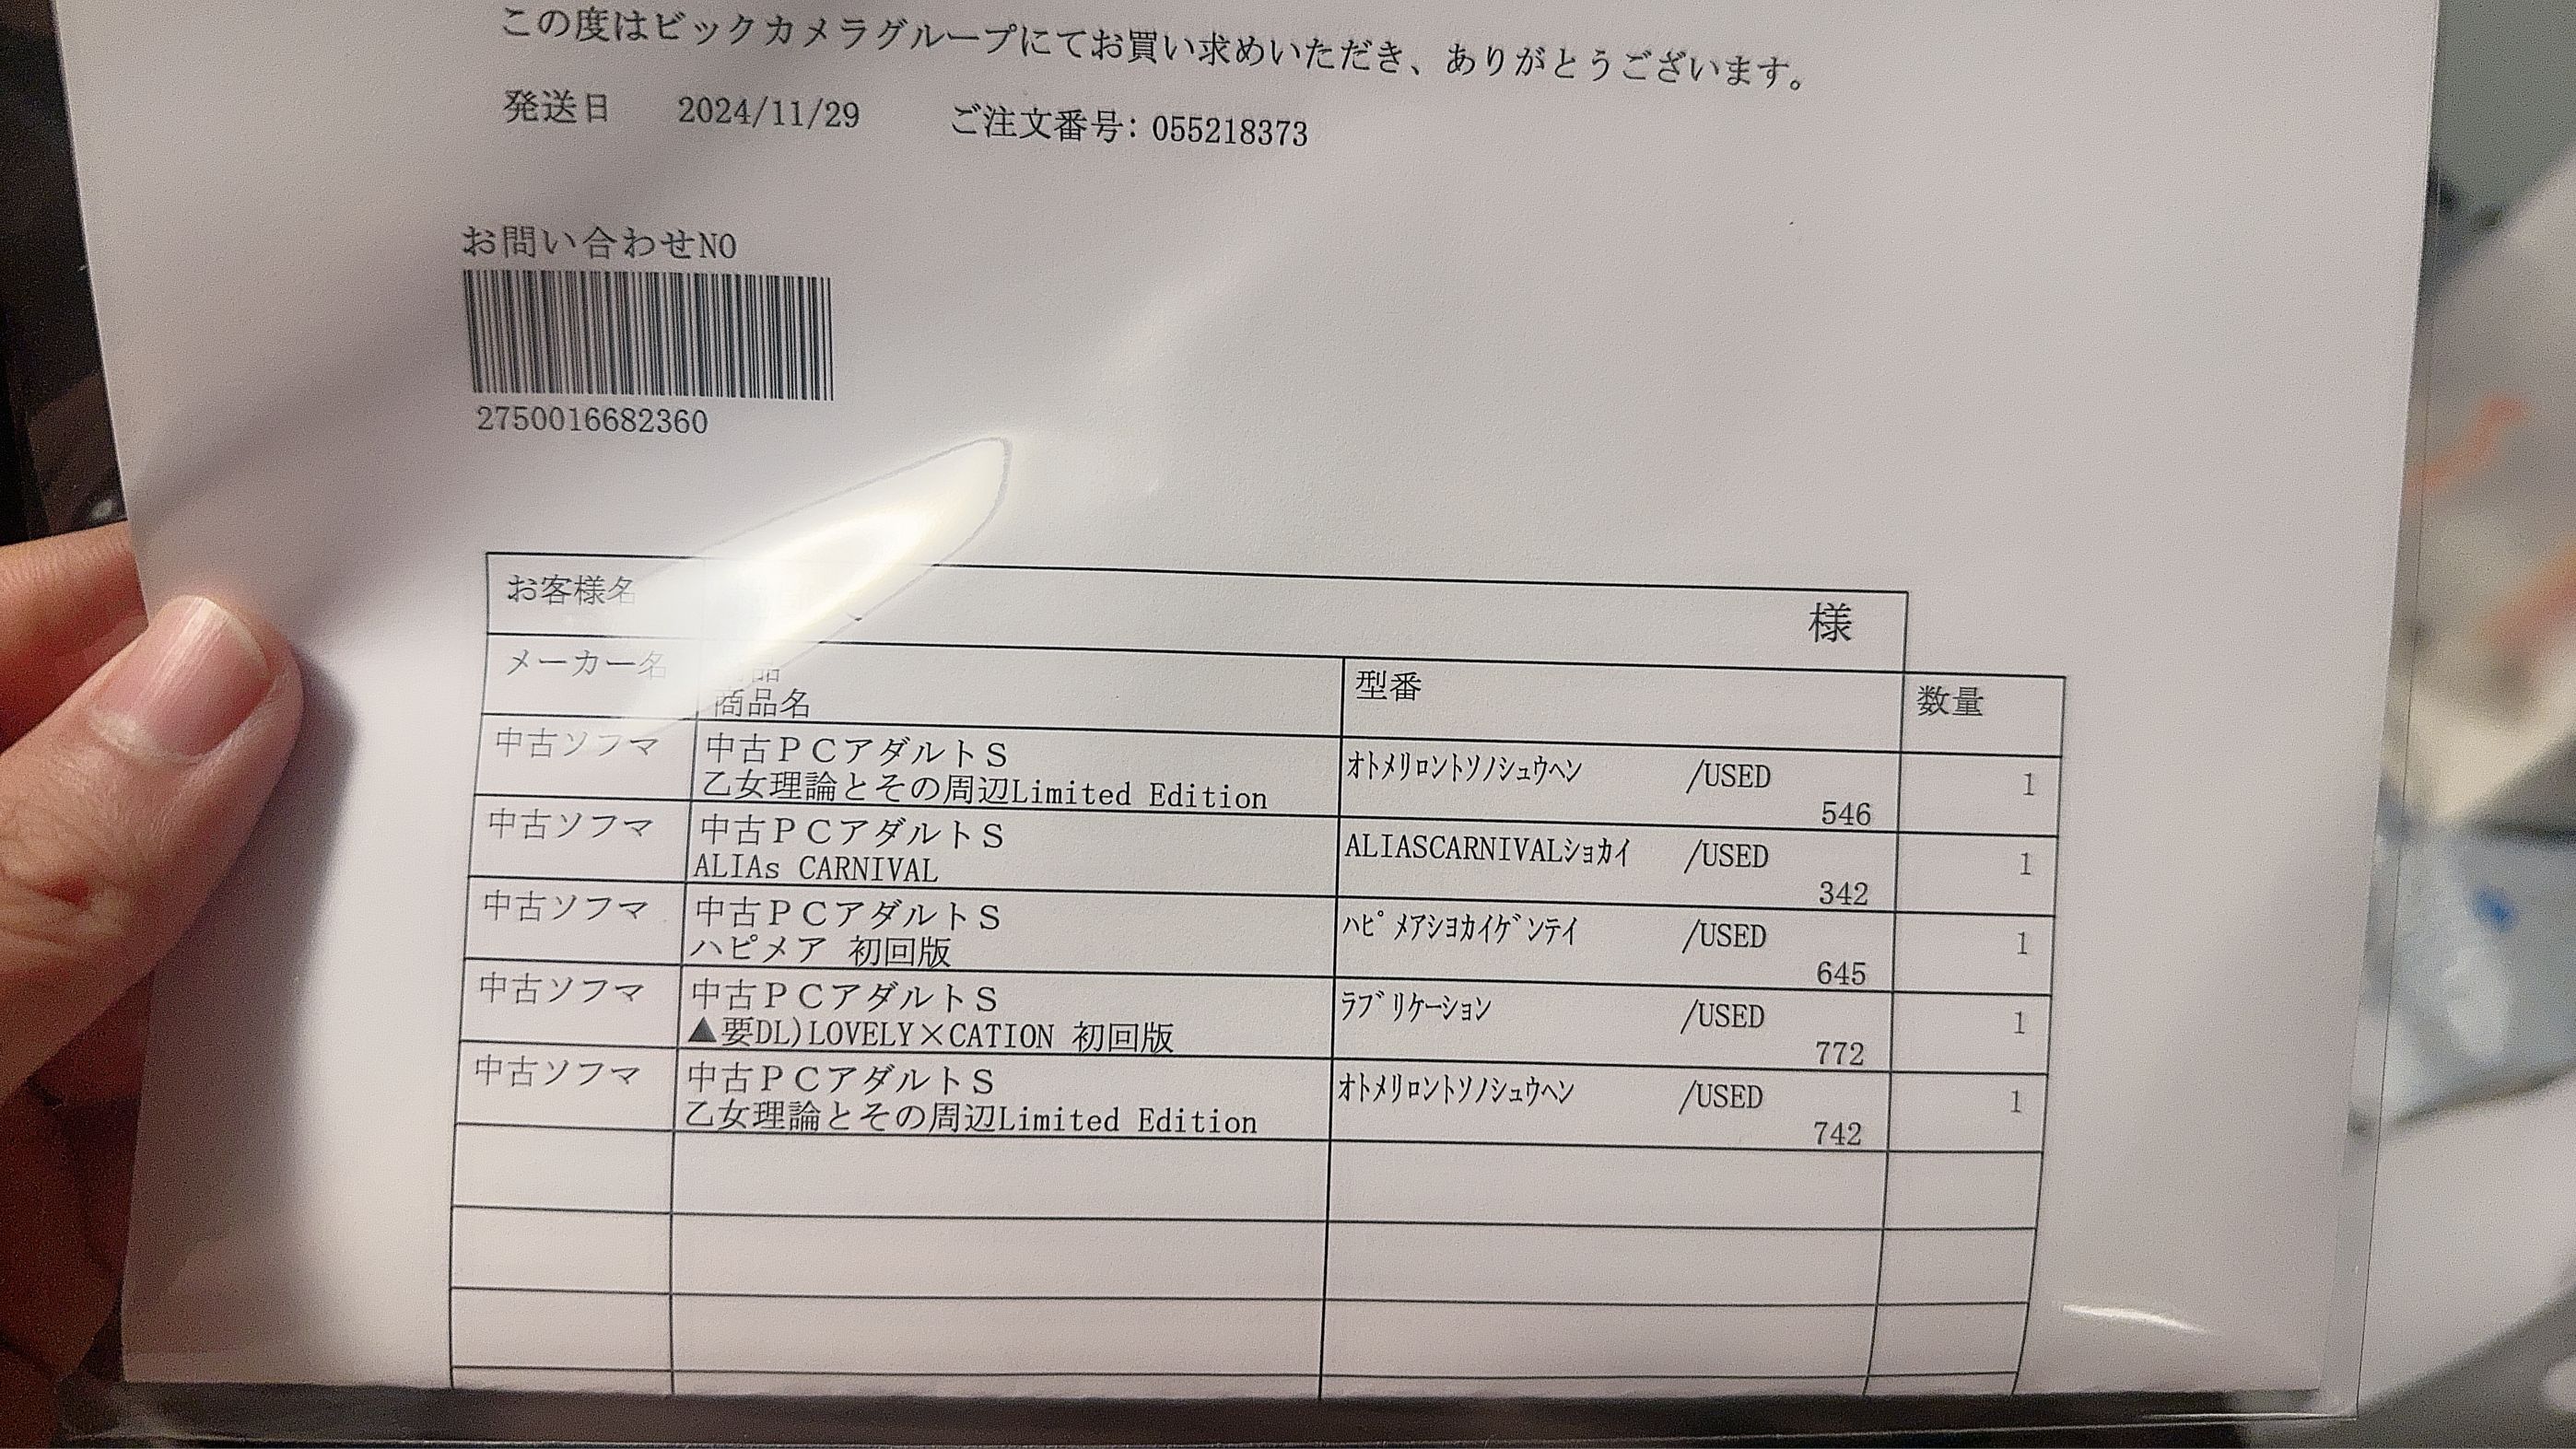 この度はビックカメラグループにてお買い求めいただき、ありがとうございます。
発送日 2024/11/29 ご注文番号: 055218373
お問い合わせNO
2750016682360
お客様名 様
メーカー名 商品名 型番 数量
中古ソフマ 中古ＰＣアダルトＳ ｵﾄﾒﾘﾛﾝﾄｿﾉｼｭｳﾍﾝ /USED 1
乙女理論とその周辺Limited Edition 546
中古ソフマ 中古ＰＣアダルトＳ ALIASCARNIVALｼｮｶｲ /USED 1
ALIAs CARNIVAL 342
中古ソフマ 中古ＰＣアダルトＳ ﾊﾋﾟﾒｱｼﾖｶｲｹﾞﾝﾃｲ /USED 1
ハピメア 初回版 645
中古ソフマ 中古ＰＣアダルトＳ ﾗﾌﾞﾘｹｰｼｮﾝ /USED 1
▲要DL)LOVELY×CATION 初回版 772
中古ソフマ 中古ＰＣアダルトＳ ｵﾄﾒﾘﾛﾝﾄｿﾉｼｭｳﾍﾝ /USED 1
乙女理論とその周辺Limited Edition 742